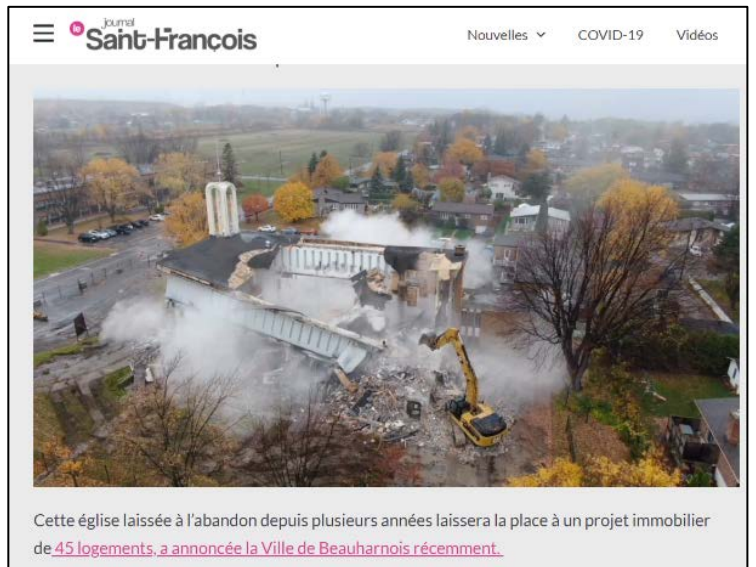 le journal
Saint-François
Nouvelles
COVID-19
Vidéos
Cette église laissée à l'abandon depuis plusieurs années laissera la place à un projet immobilier
de 45 logements, a annoncée la Ville de Beauharnois récemment.